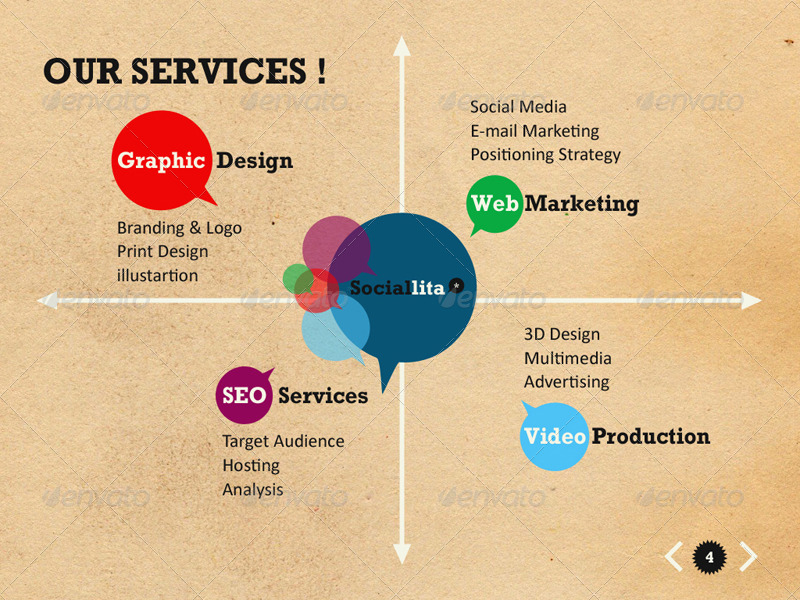 OUR SERVICES !
Graphic Design
Branding & Logo
Print Design
illustartion
Social Media
E-mail Marketing
Positioning Strategy
Web Marketing
Sociallita *
SEO Services
Target Audience
Hosting
Analysis
3D Design
Multimedia
Advertising
Video Production
4
envato
envato
envato
envato
envato
envato
envato
envato
envato
envato
envato
envato